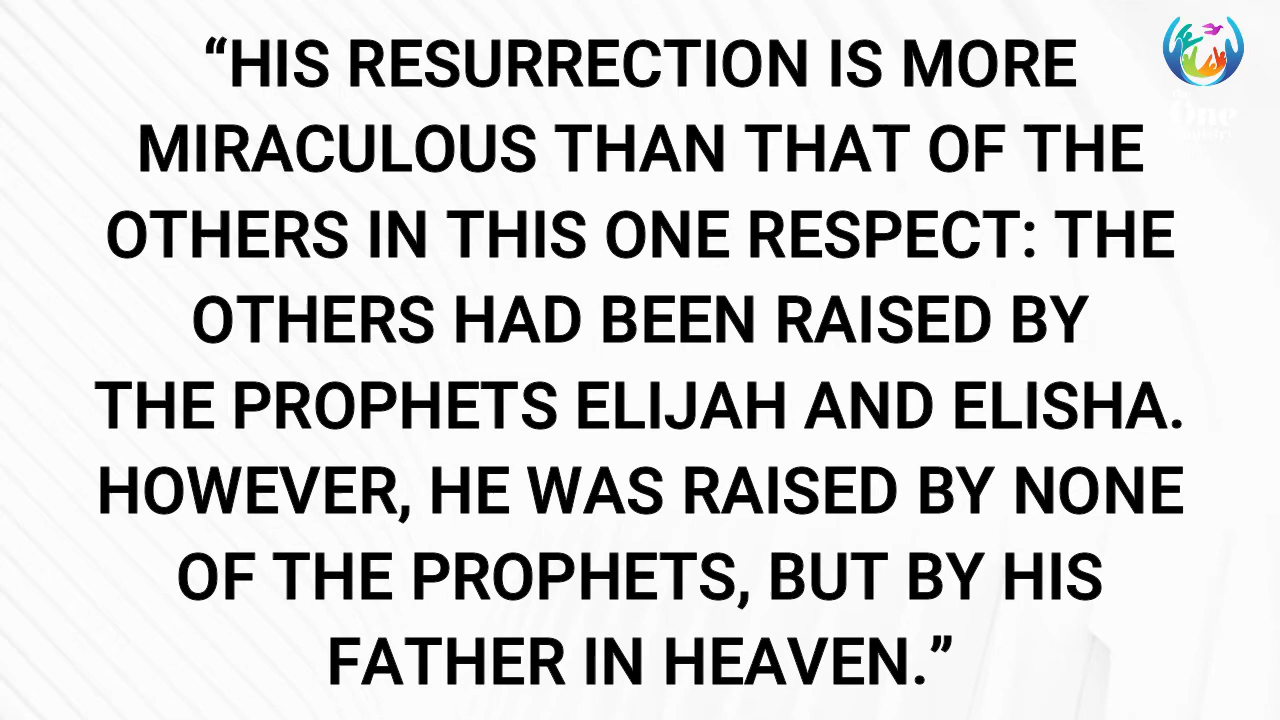 “HIS RESURRECTION IS MORE
MIRACULOUS THAN THAT OF THE
OTHERS IN THIS ONE RESPECT: THE
OTHERS HAD BEEN RAISED BY
THE PROPHETS ELIJAH AND ELISHA.
HOWEVER, HE WAS RAISED BY NONE
OF THE PROPHETS, BUT BY HIS
FATHER IN HEAVEN.”
One